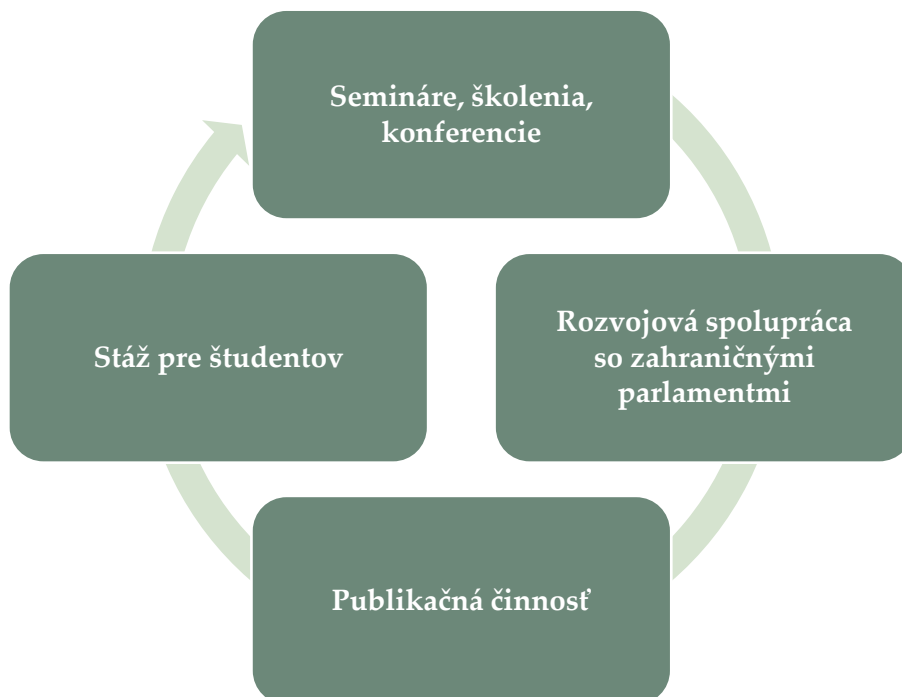 Semináre, školenia,
konferencie
Stáž pre študentov
Rozvojová spolupráca
so zahraničnými
parlamentmi
Publikačná činnosť